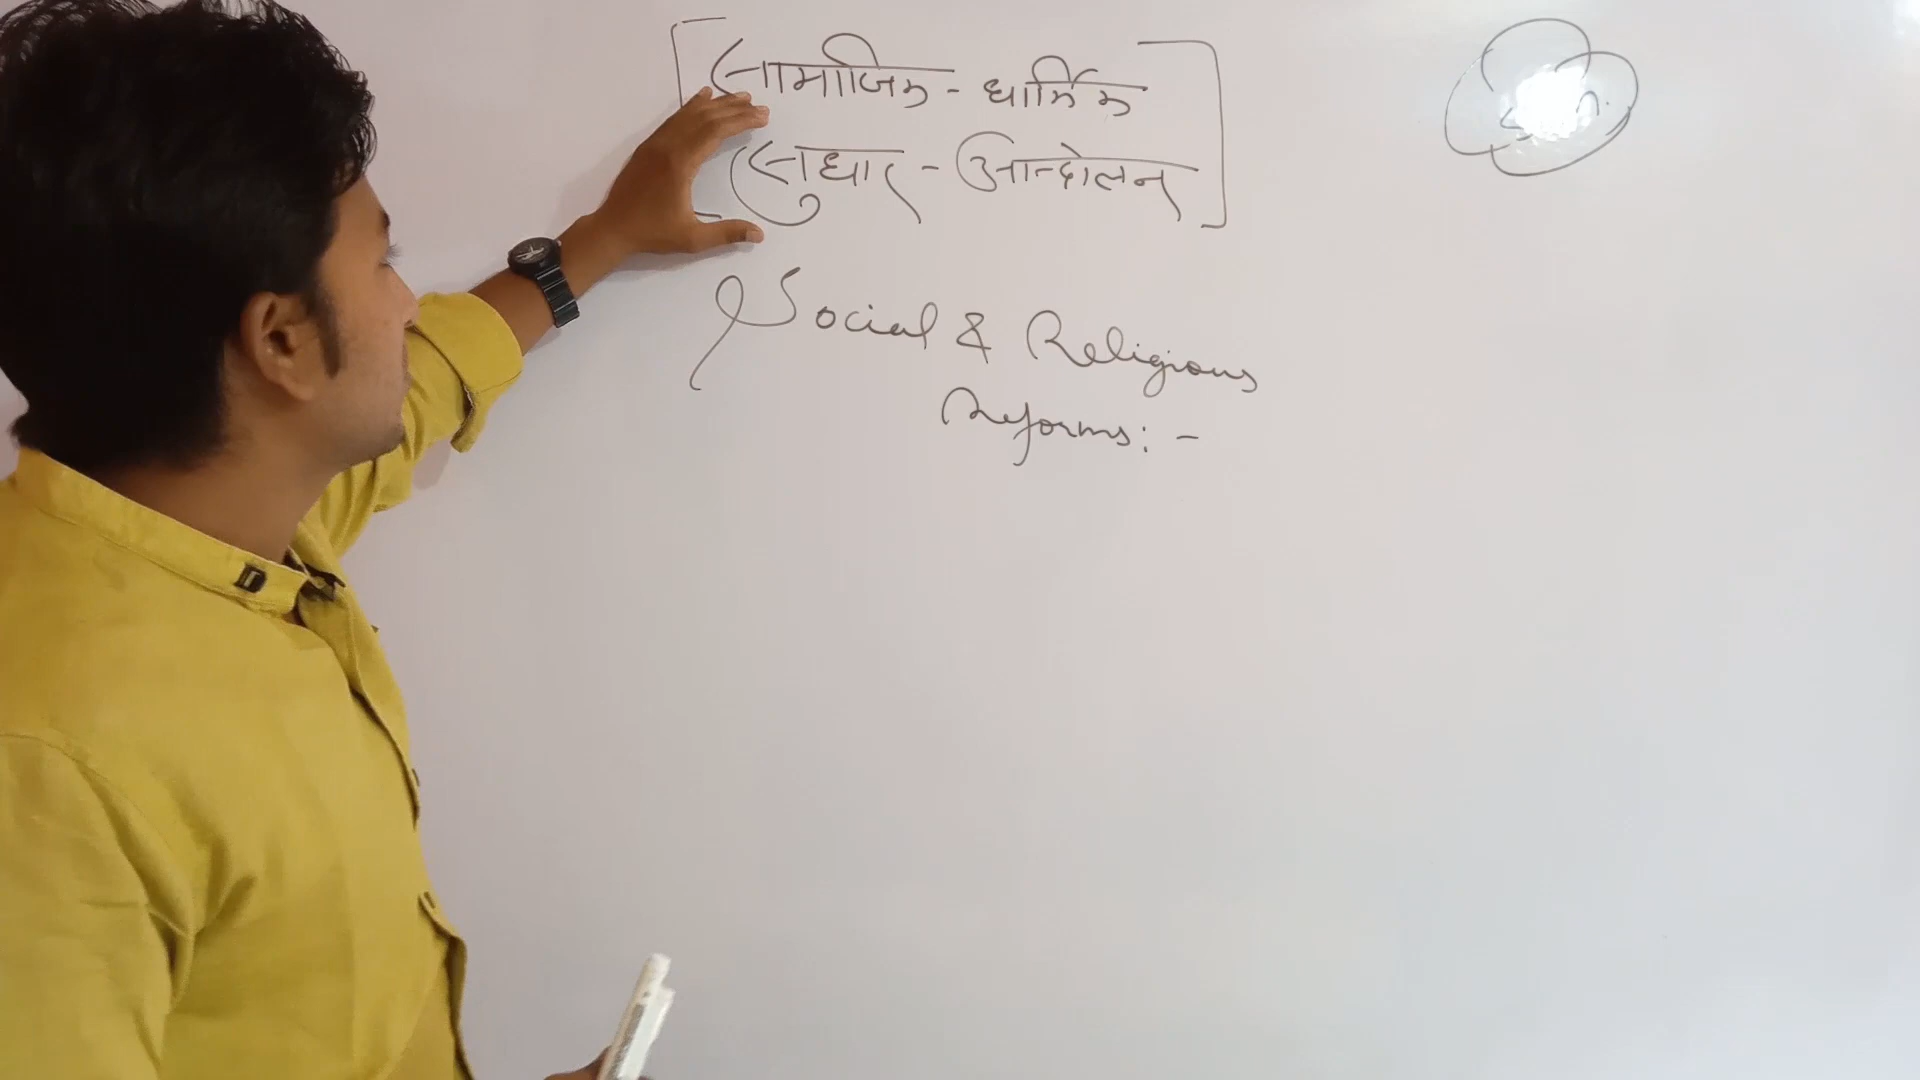 सामाजिक - धार्मिक
सुधार - आन्दोलन
Social & Religious
Reforms: -